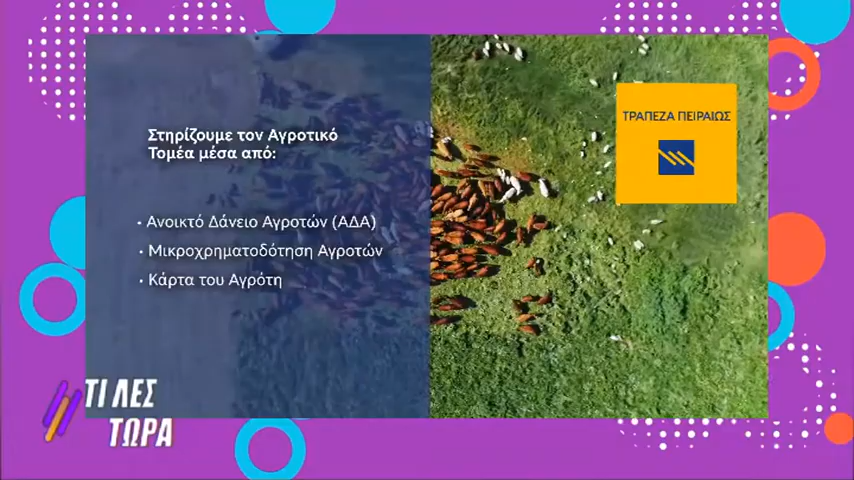 Στηρίζουμε τον Αγροτικό
Τομέα μέσα από:
• Ανοικτό Δάνειο Αγροτών (ΑΔΑ)
• Μικροχρηματοδότηση Αγροτών
• Κάρτα του Αγρότη
ΤΡΑΠΕΖΑ ΠΕΙΡΑΙΩΣ
ΤΙ ΛΕΣ
ΤΩΡΑ